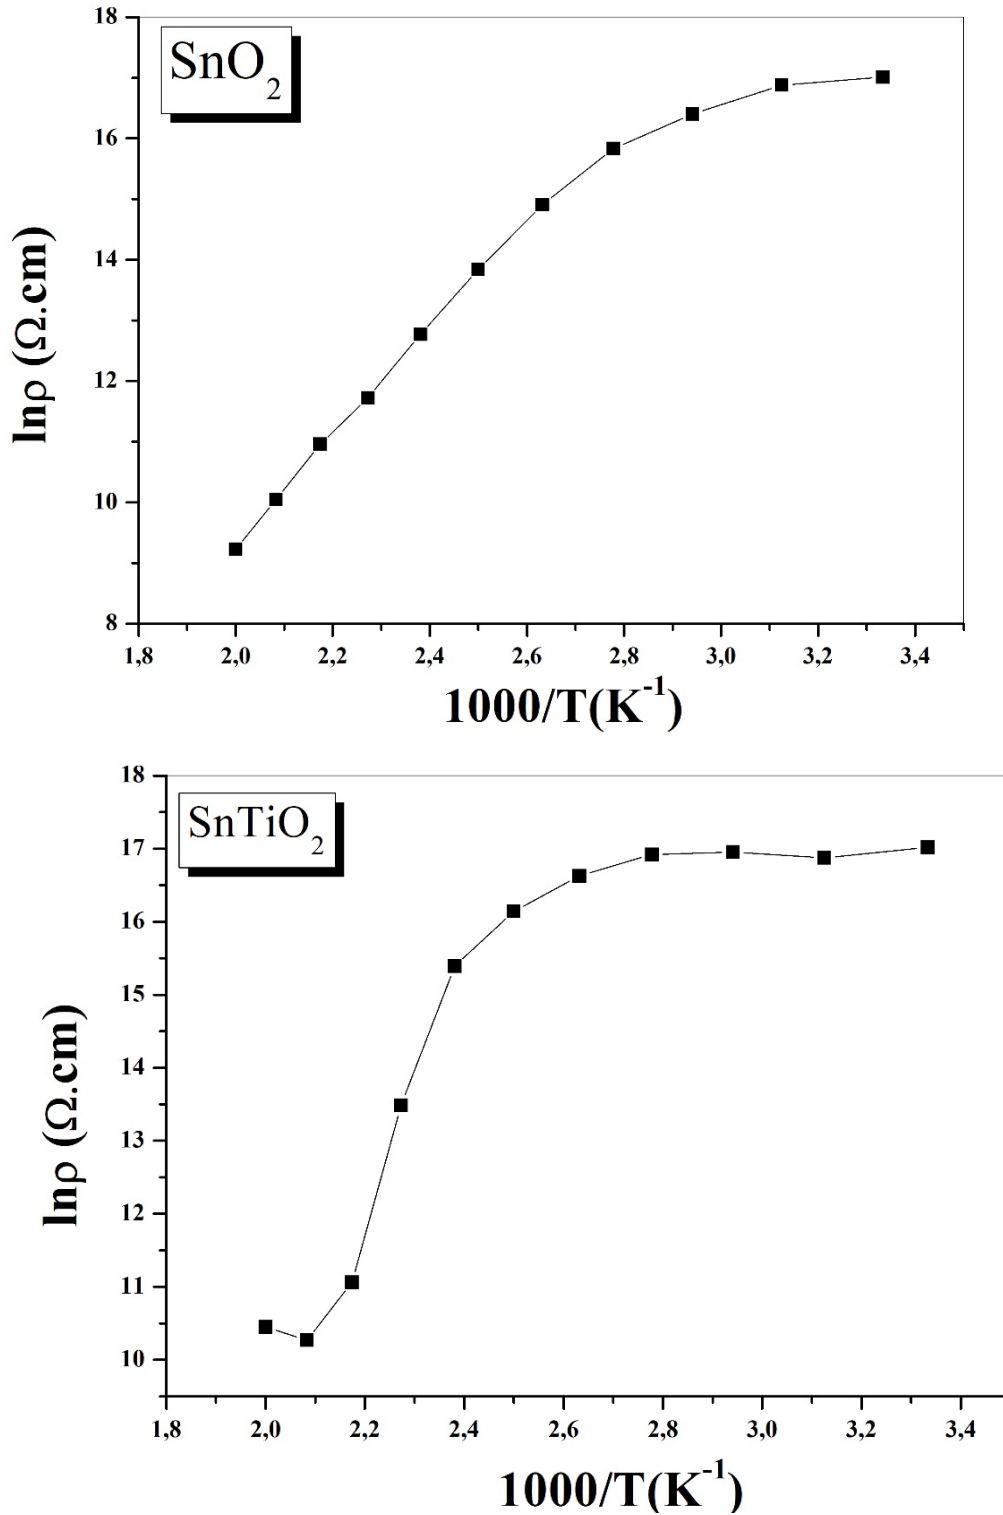 18
SnO2
16
14
12
10
8
lnρ (Ω.cm)
1,8 2,0 2,2 2,4 2,6 2,8 3,0 3,2 3,4
1000/T(K-1)
18
SnTiO2
17
16
15
14
13
12
11
10
lnρ (Ω.cm)
1,8 2,0 2,2 2,4 2,6 2,8 3,0 3,2 3,4
1000/T(K-1)